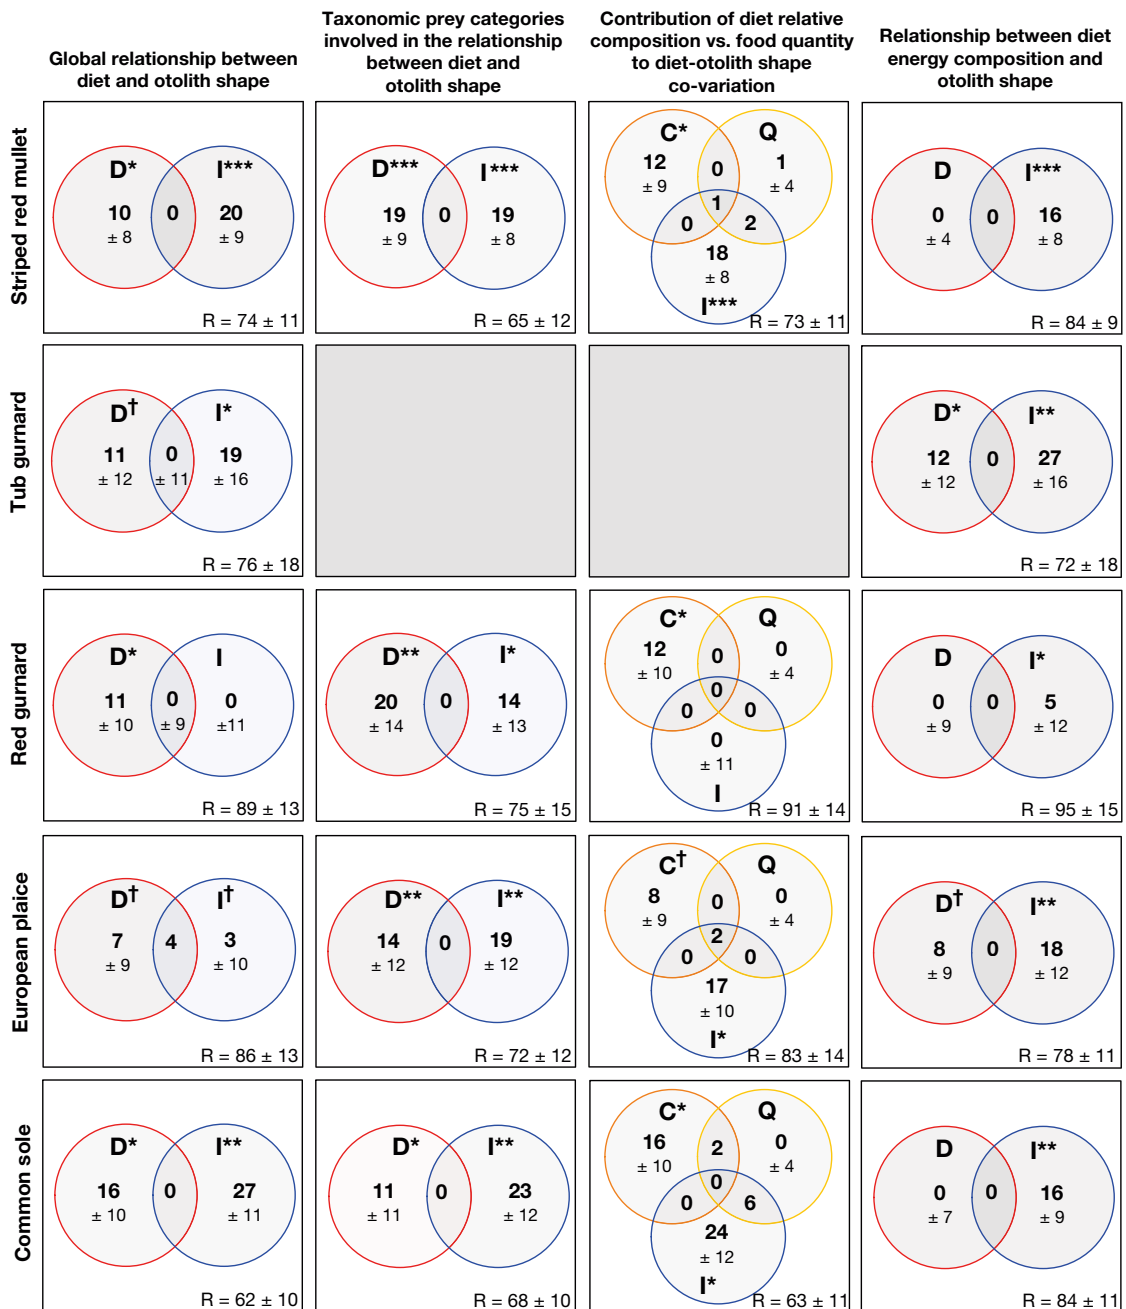 Global relationship between
diet and otolith shape
Taxonomic prey categories
involved in the relationship
between diet and
otolith shape
Contribution of diet relative
composition vs. food quantity
to diet-otolith shape
co-variation
Relationship between diet
energy composition and
otolith shape
Striped red mullet
D*
I***
10
0
20
± 8
± 9
R = 74 ± 11
D***
I***
19
0
19
± 9
± 8
R = 65 ± 12
C*
Q
12
0
1
± 9
± 4
1
0
2
18
± 8
I***
R = 73 ± 11
D
I***
0
0
16
± 4
± 8
R = 84 ± 9
Tub gurnard
D†
I*
11
0
19
± 12
± 11
± 16
R = 76 ± 18
D*
I**
12
0
27
± 12
± 16
R = 72 ± 18
Red gurnard
D*
I
11
0
0
± 10
± 9
±11
R = 89 ± 13
D**
I*
20
0
14
± 14
± 13
R = 75 ± 15
C*
Q
12
0
0
± 10
± 4
0
0
0
0
± 11
I
R = 91 ± 14
D
I*
0
0
5
± 9
± 12
R = 95 ± 15
European plaice
D†
I†
7
4
3
± 9
± 10
R = 86 ± 13
D**
I**
14
0
19
± 12
± 12
R = 72 ± 12
C†
Q
8
0
0
± 9
± 4
2
0
0
17
± 10
I*
R = 83 ± 14
D†
I**
8
0
18
± 9
± 12
R = 78 ± 11
Common sole
D*
I**
16
0
27
± 10
± 11
R = 62 ± 10
D*
I**
11
0
23
± 11
± 12
R = 68 ± 10
C*
Q
16
2
0
± 10
± 4
0
0
6
24
± 12
I*
R = 63 ± 11
D
I**
0
0
16
± 7
± 9
R = 84 ± 11